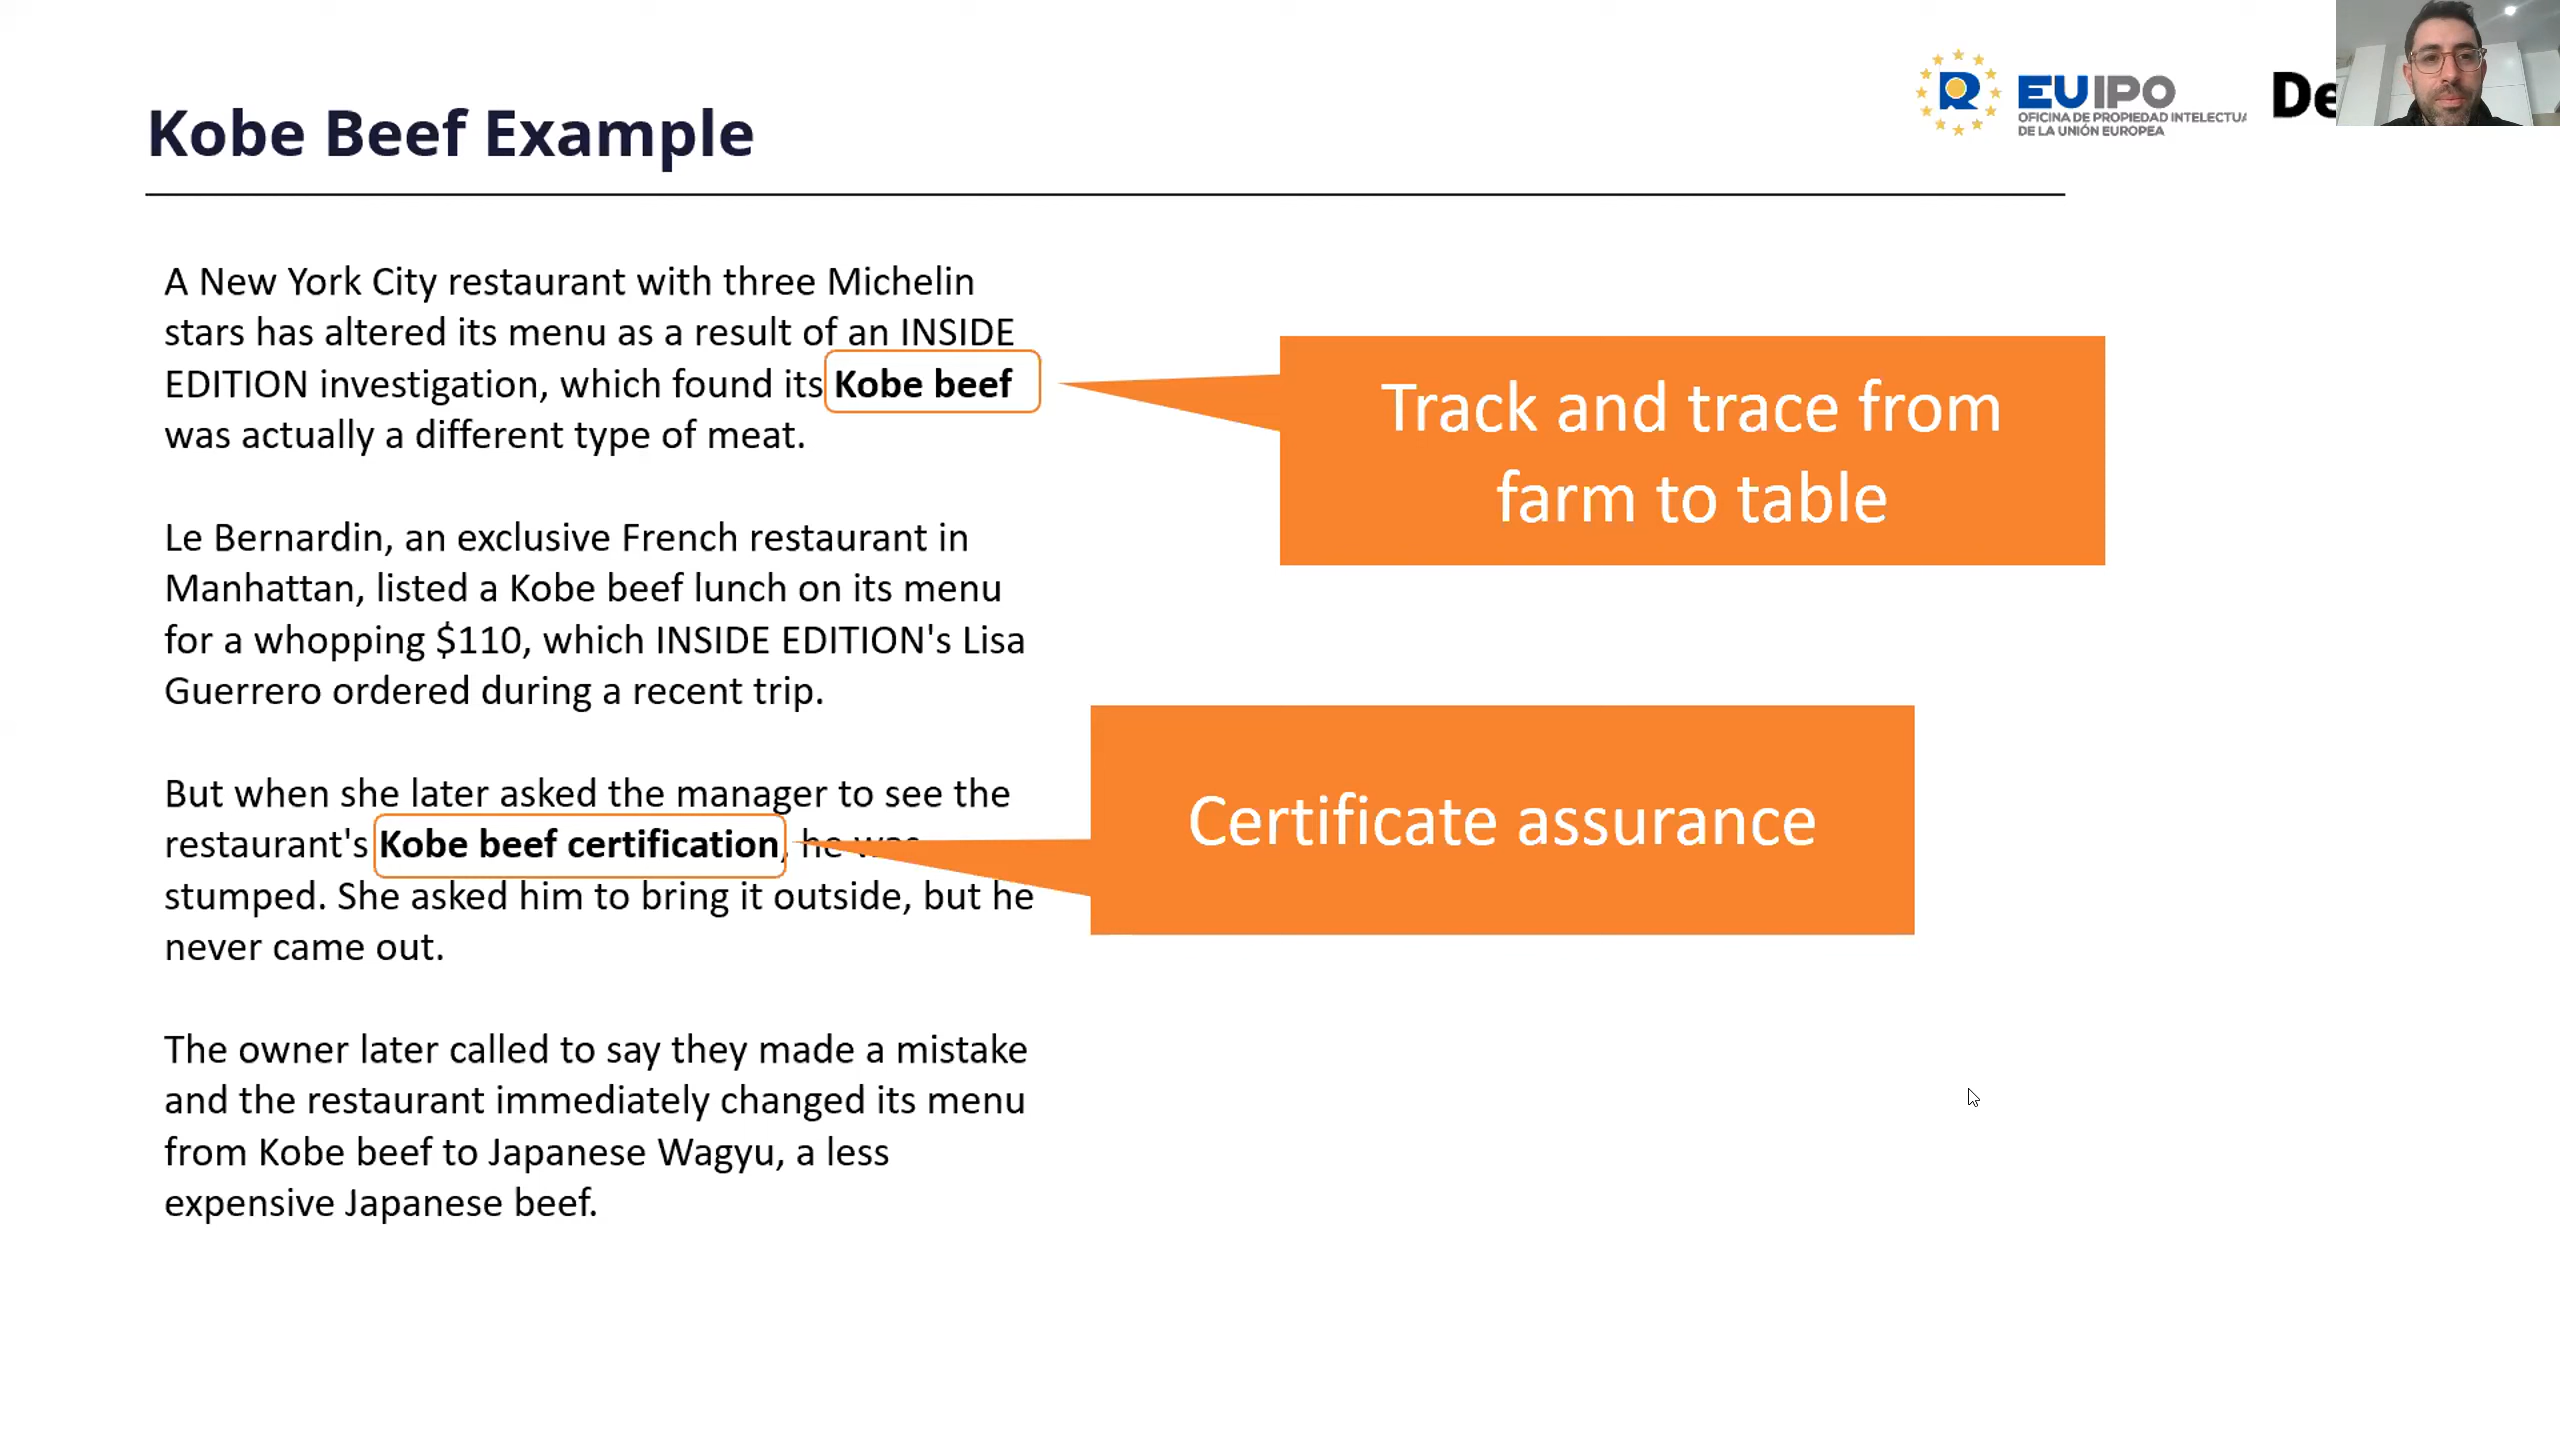 Kobe Beef Example
EUIPO
OFICINA DE PROPIEDAD INTELECTUA
DE LA UNIÓN EUROPEA
De
A New York City restaurant with three Michelin
stars has altered its menu as a result of an INSIDE
EDITION investigation, which found its Kobe beef
was actually a different type of meat.
Le Bernardin, an exclusive French restaurant in
Manhattan, listed a Kobe beef lunch on its menu
for a whopping $110, which INSIDE EDITION's Lisa
Guerrero ordered during a recent trip.
But when she later asked the manager to see the
restaurant's Kobe beef certification, he was
stumped. She asked him to bring it outside, but he
never came out.
The owner later called to say they made a mistake
and the restaurant immediately changed its menu
from Kobe beef to Japanese Wagyu, a less
expensive Japanese beef.
Track and trace from
farm to table
Certificate assurance